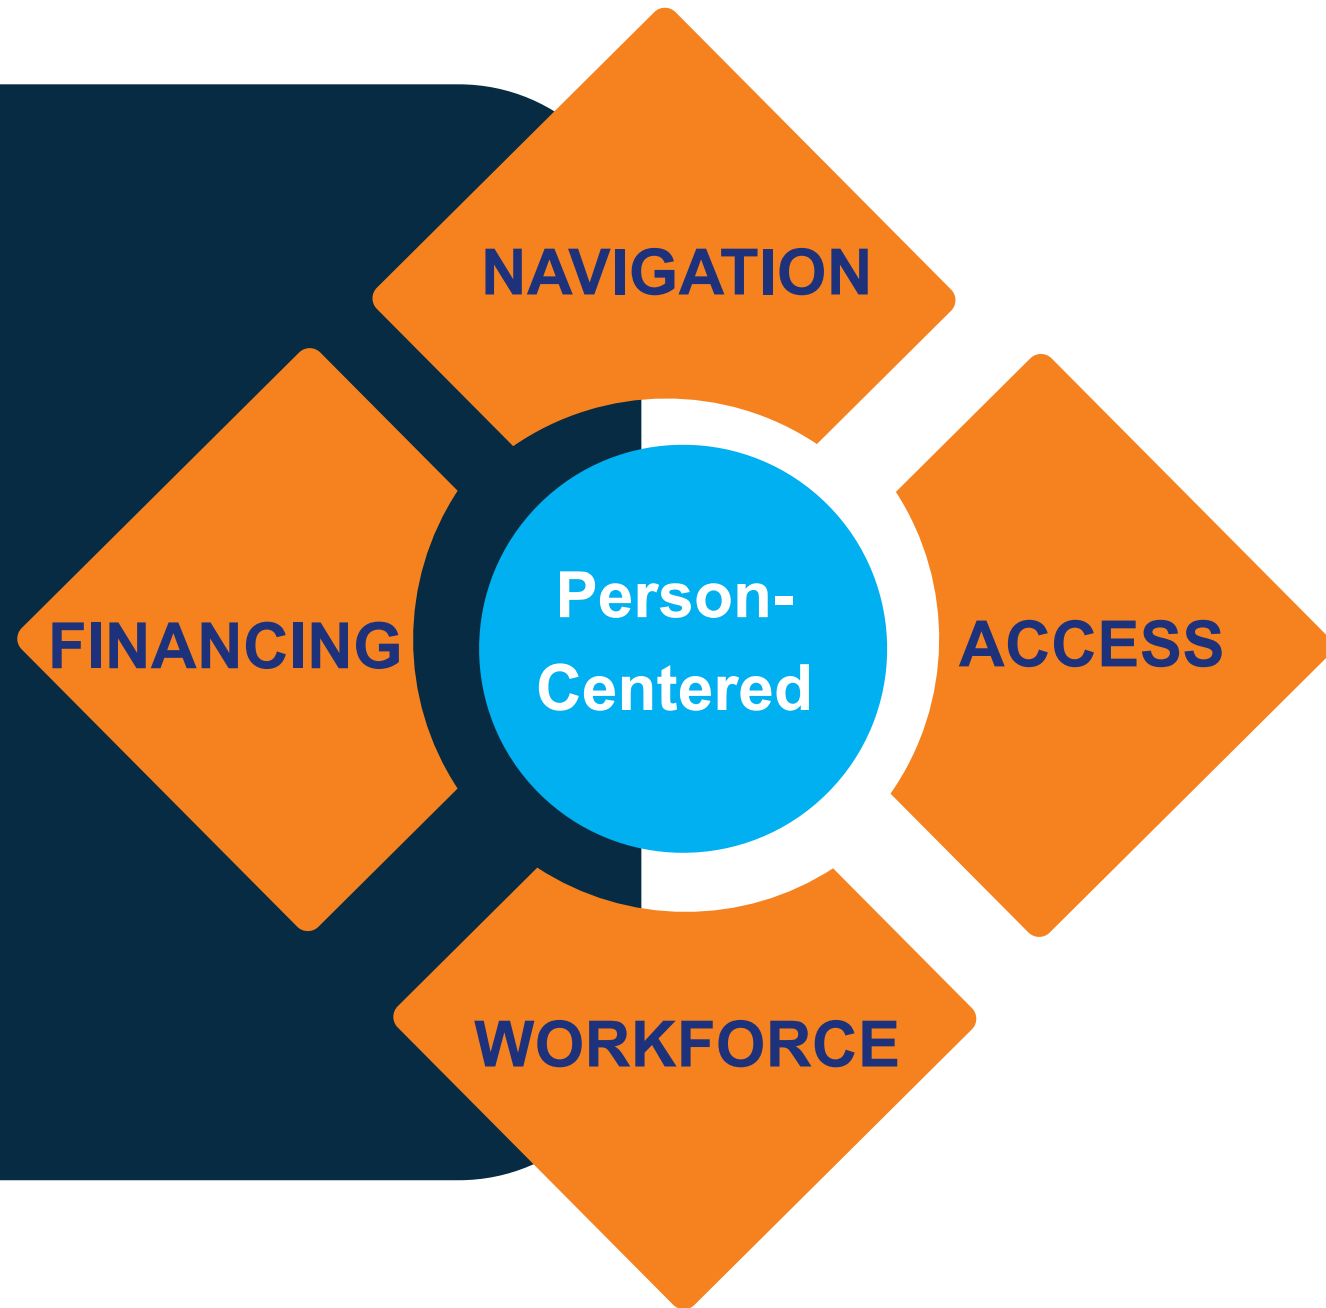 NAVIGATION
FINANCING
Person-
Centered
ACCESS
WORKFORCE